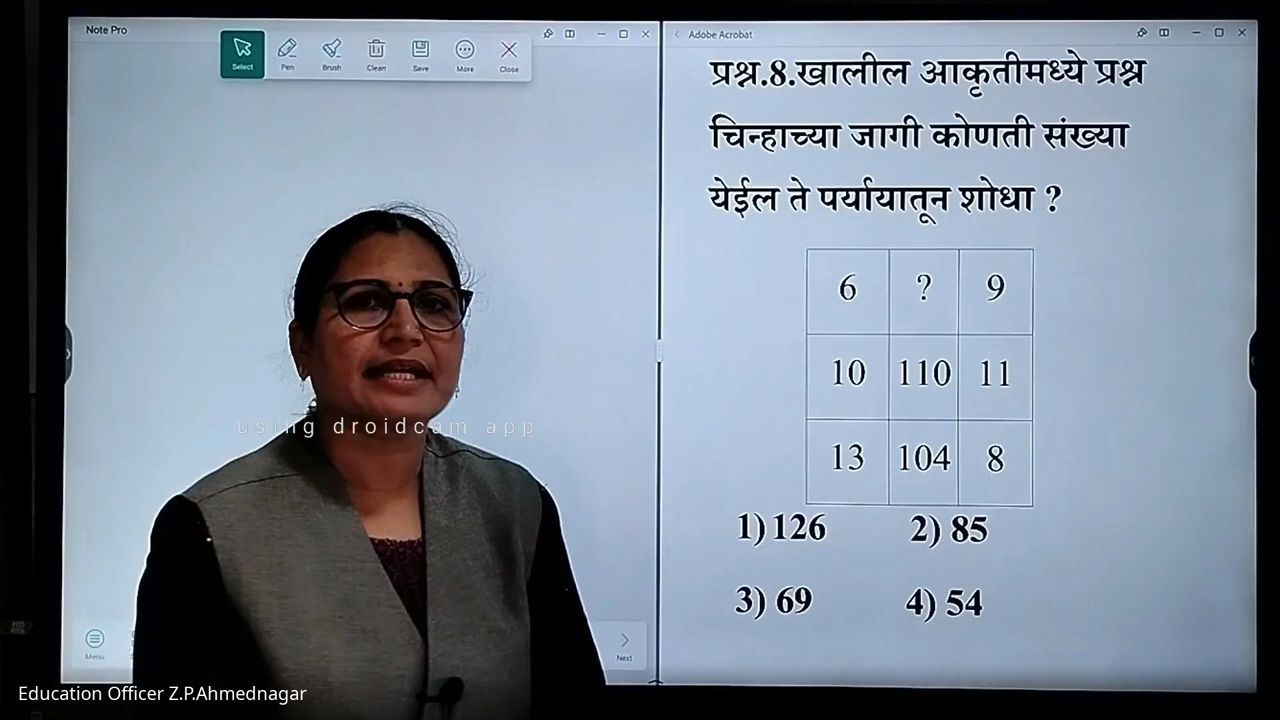 Note Pro
Select
Pen
Brush
Clean
Save
More
Close
Adobe Acrobat
प्रश्न.8.खालील आकृतीमध्ये प्रश्न
चिन्हाच्या जागी कोणती संख्या
येईल ते पर्यायातून शोधा ?
6 ? 9
10 110 11
13 104 8
1) 126 2) 85
3) 69 4) 54
using droidcam.app
Menu
Next
Education Officer Z.P.Ahmednagar